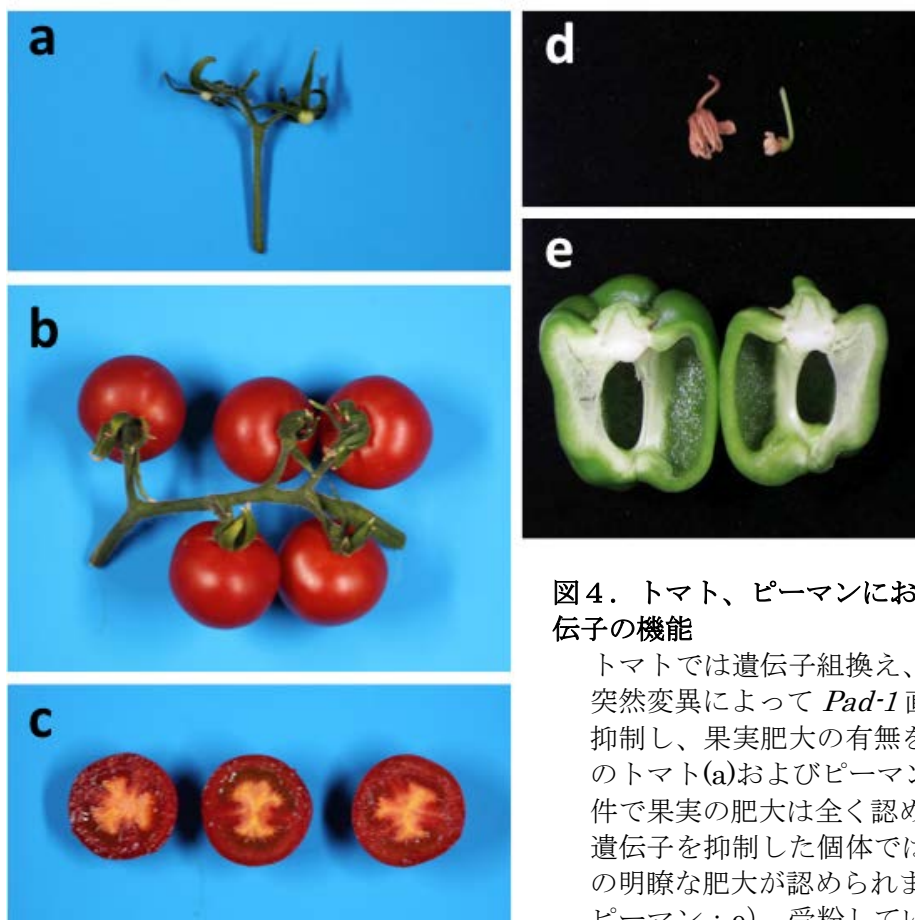 a
b
c
d
e
図4．トマト、ピーマンにお
伝子の機能
トマトでは遺伝子組換え、
突然変異によって Pad-1
抑制し、果実肥大の有無を
のトマト(a)およびピーマン
件で果実の肥大は全く認め
遺伝子を抑制した個体では
の明瞭な肥大が認められま